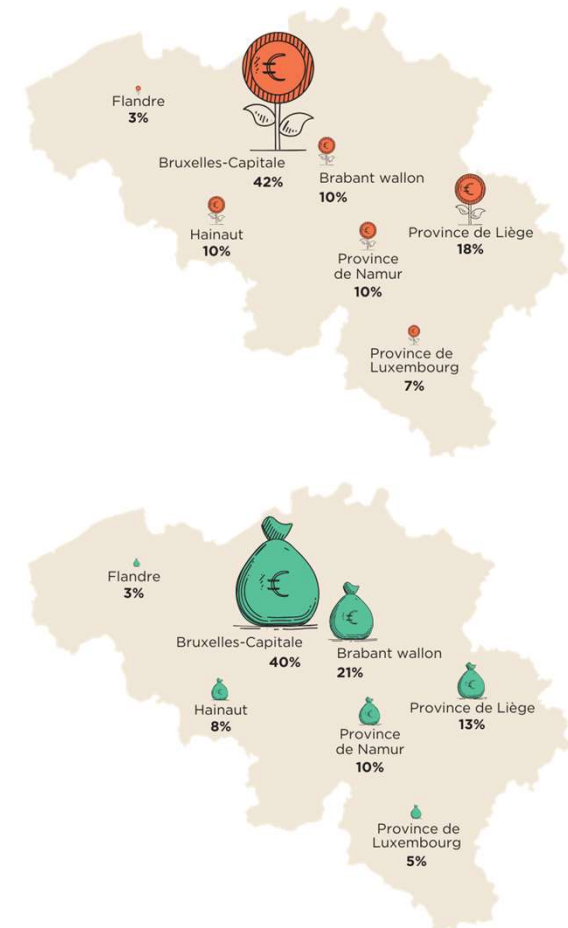 €
Flandre
3%
Bruxelles-Capitale
42%
Brabant wallon
10%
Hainaut
10%
Province de Liège
18%
Province
de Namur
10%
Province de
Luxembourg
7%
€
Flandre
3%
Bruxelles-Capitale
40%
Brabant wallon
21%
Hainaut
8%
Province de Liège
13%
Province
de Namur
10%
Province de
Luxembourg
5%